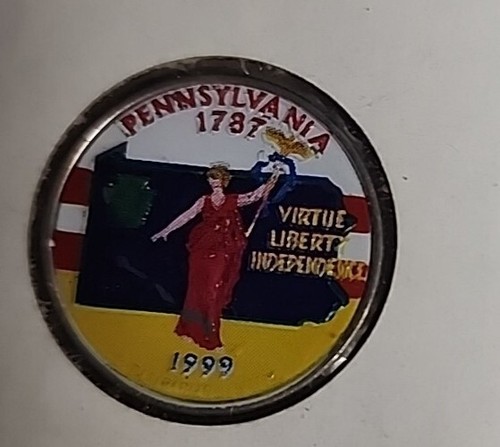 PENNSYLVANIA
1787
VIRTUE
LIBERTY
INDEPENDENCE
1999